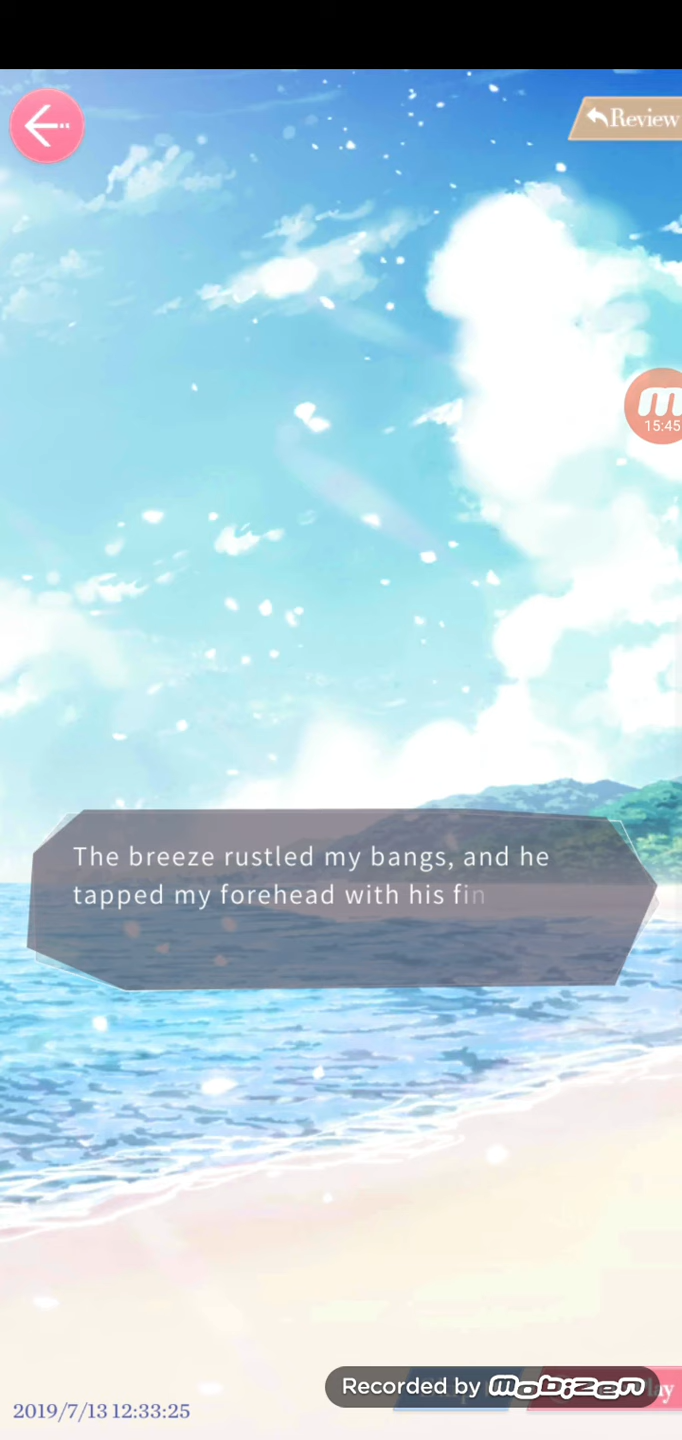 Review
15:45
The breeze rustled my bangs, and he
tapped my forehead with his fin
Recorded by mobizen
2019/7/13 12:33:25